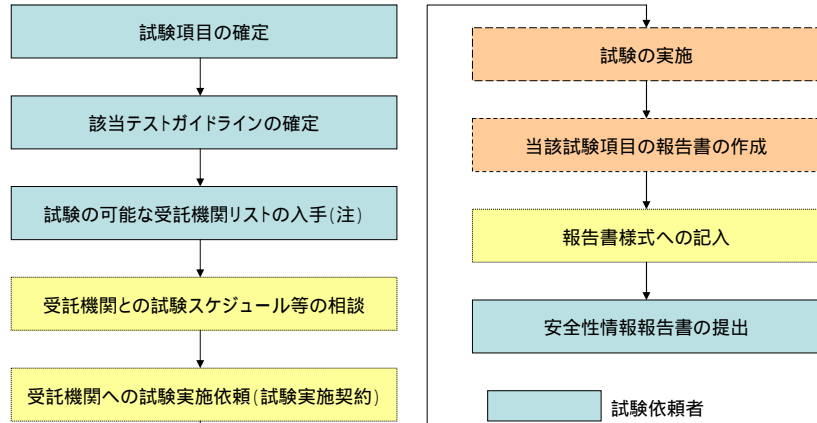 試験項目の確定
該当テストガイドラインの確定
試験の可能な受託機関リストの入手(注)
受託機関との試験スケジュール等の相談
受託機関への試験実施依頼(試験実施契約)
試験の実施
当該試験項目の報告書の作成
報告書様式への記入
安全性情報報告書の提出
試験依頼者